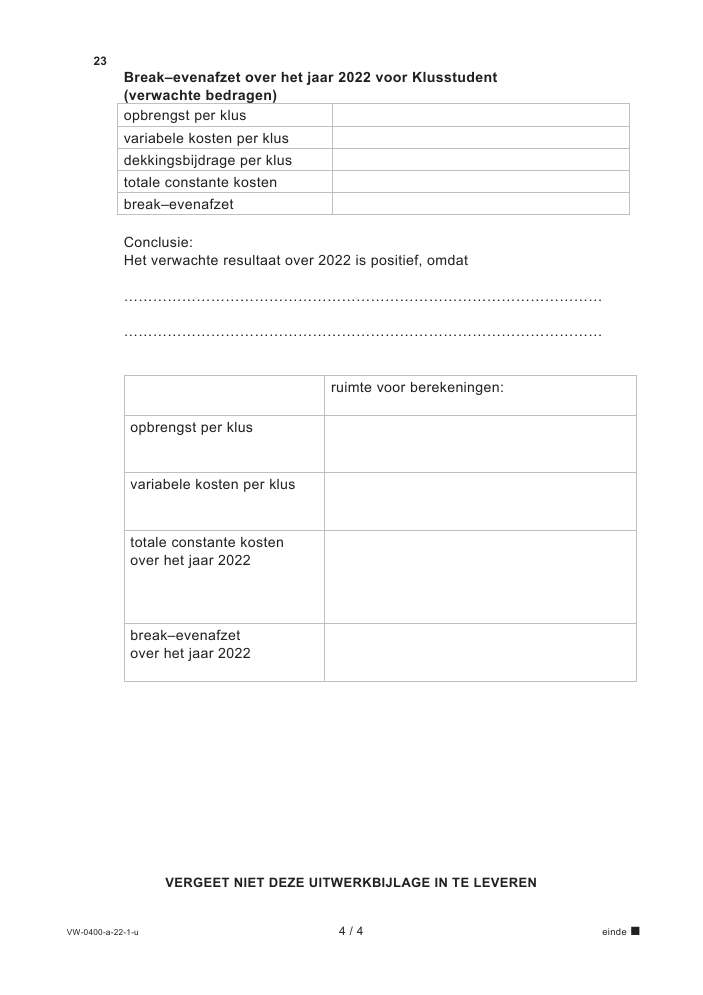 23
Break–evenafzet over het jaar 2022 voor Klusstudent
(verwachte bedragen)
opbrengst per klus
variabele kosten per klus
dekkingsbijdrage per klus
totale constante kosten
break–evenafzet
Conclusie:
Het verwachte resultaat over 2022 is positief, omdat
………………………………………………………………………………………
………………………………………………………………………………………
ruimte voor berekeningen:
opbrengst per klus
variabele kosten per klus
totale constante kosten
over het jaar 2022
break–evenafzet
over het jaar 2022
VERGEET NIET DEZE UITWERKBIJLAGE IN TE LEVEREN
VW-0400-a-22-1-u
4 / 4
einde ■